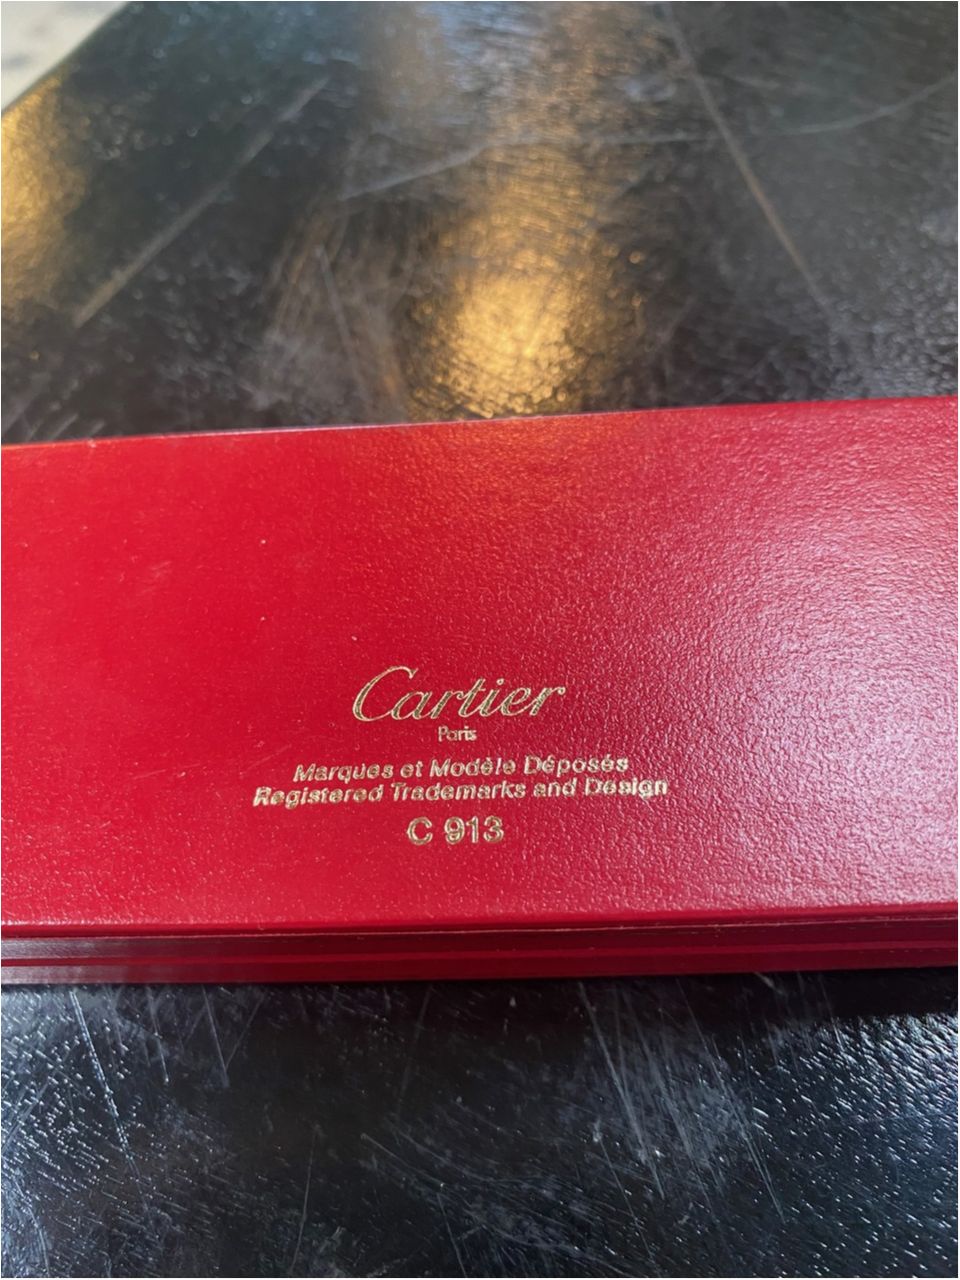 Cartier
Paris
Marques et Modèle Déposés
Registered Trademarks and Design
C 913